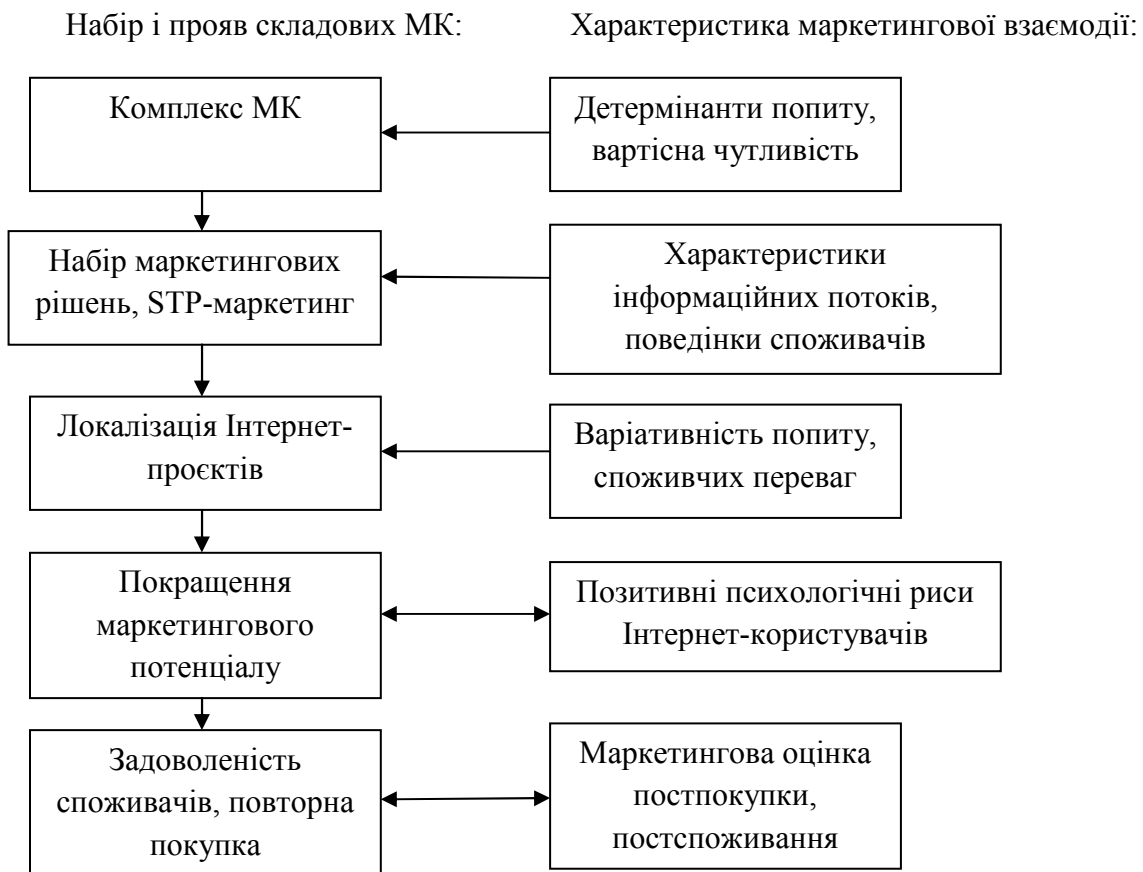 Набір і прояв складових МК:
Характеристика маркетингової взаємодії:
Комплекс МК
Детермінанти попиту,
вартісна чутливість
Набір маркетингових
рішень, STP-маркетинг
Характеристики
інформаційних потоків,
поведінки споживачів
Локалізація Інтернет-
проєктів
Варіативність попиту,
споживчих переваг
Покращення
маркетингового
потенціалу
Позитивні психологічні риси
Інтернет-користувачів
Задоволеність
споживачів, повторна
покупка
Маркетингова оцінка
постпокупки,
постспоживання